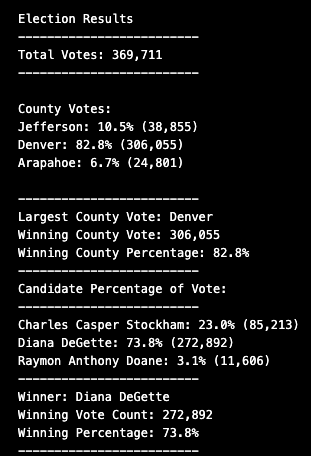 Election Results
-------------------------
Total Votes: 369,711
-------------------------
County Votes:
Jefferson: 10.5% (38,855)
Denver: 82.8% (306,055)
Arapahoe: 6.7% (24,801)
-------------------------
Largest County Vote: Denver
Winning County Vote: 306,055
Winning County Percentage: 82.8%
-------------------------
Candidate Percentage of Vote:
-------------------------
Charles Casper Stockham: 23.0% (85,213)
Diana DeGette: 73.8% (272,892)
Raymon Anthony Doane: 3.1% (11,606)
-------------------------
Winner: Diana DeGette
Winning Vote Count: 272,892
Winning Percentage: 73.8%
-------------------------